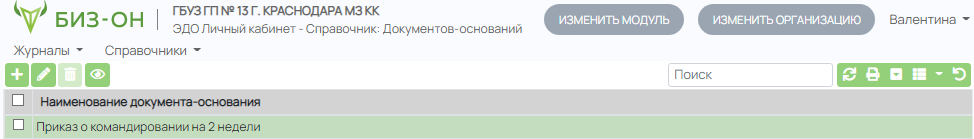 БИЗ-ОН
ГБУЗ ГП № 13 Г. КРАСНОДАРА МЗ КК
ЭДО Личный кабинет - Справочник: Документов-оснований
ИЗМЕНИТЬ МОДУЛЬ
ИЗМЕНИТЬ ОРГАНИЗАЦИЮ
Валентина
Журналы
Справочники
Поиск
Наименование документа-основания
Приказ о командировании на 2 недели